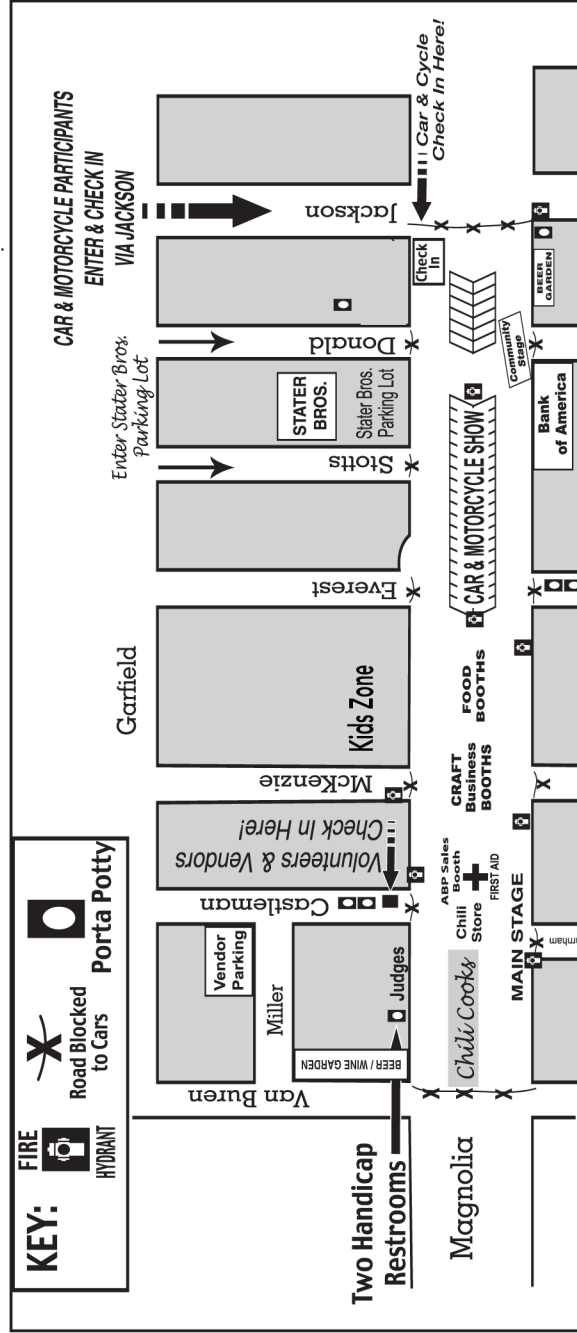 KEY:
FIRE
HYDRANT
Road Blocked
to Cars
Porta Potty
CAR & MOTORCYCLE PARTICIPANTS
ENTER & CHECK IN
VIA JACKSON
Enter Stater Bros.
Parking Lot
Garfield
Van Buren
Miller
Castleman
McKenzie
Everest
Stotts
Donald
Jackson
Vendor
Parking
BEER / WINE GARDEN
Judges
Two Handicap
Restrooms
Volunteers & Vendors
Check In Here!
Kids Zone
STATER
BROS.
Stater Bros.
Parking Lot
Check
In
Car & Cycle
Check In Here!
Magnolia
Chili Cooks
Chili
Store
ABP Sales
Booth
FIRST AID
MAIN STAGE
CRAFT
Business
BOOTHS
FOOD
BOOTHS
CAR & MOTORCYCLE SHOW
Community
Stage
Bank
of America
BEER
GARDEN